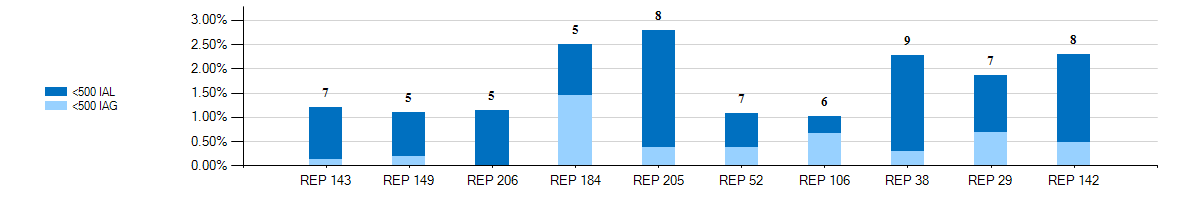 3.00%
2.50%
2.00%
1.50%
1.00%
0.50%
0.00%
<500 IAL
<500 IAG
7 5 5 5 8 7 6 9 7 8
REP 143 REP 149 REP 206 REP 184 REP 205 REP 52 REP 106 REP 38 REP 29 REP 142